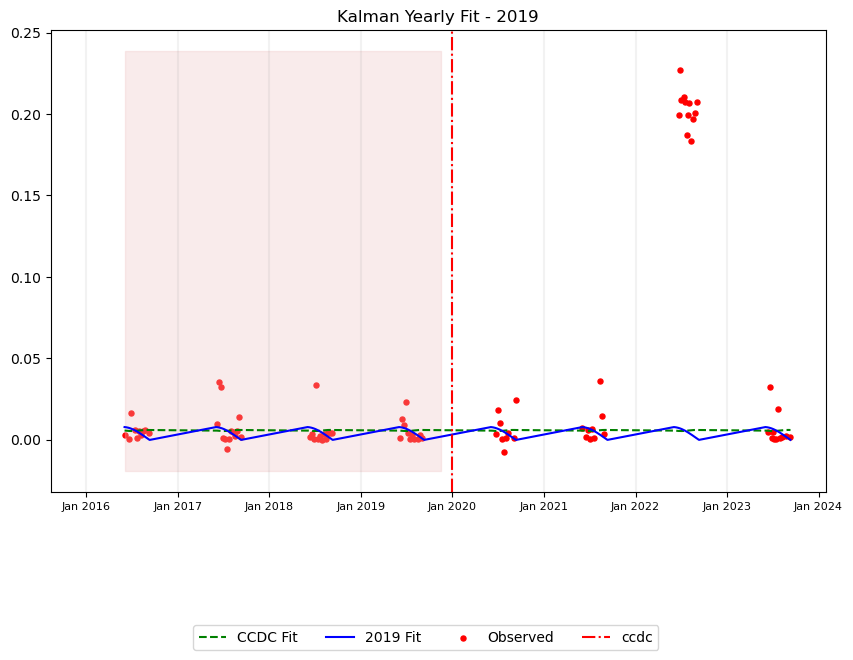 Kalman Yearly Fit - 2019
0.25
0.20
0.15
0.10
0.05
0.00
Jan 2016 Jan 2017 Jan 2018 Jan 2019 Jan 2020 Jan 2021 Jan 2022 Jan 2023 Jan 2024
CCDC Fit 2019 Fit Observed ccdc